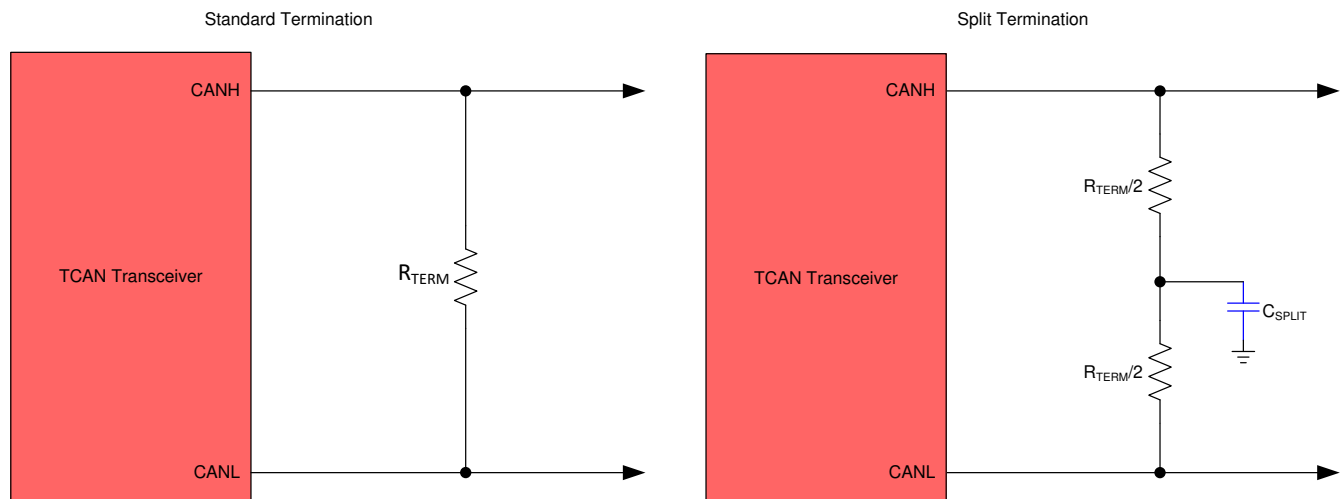 Standard Termination
CANH
TCAN Transceiver
RTERM
CANL
Split Termination
CANH
RTERM/2
TCAN Transceiver
CSPLIT
RTERM/2
CANL